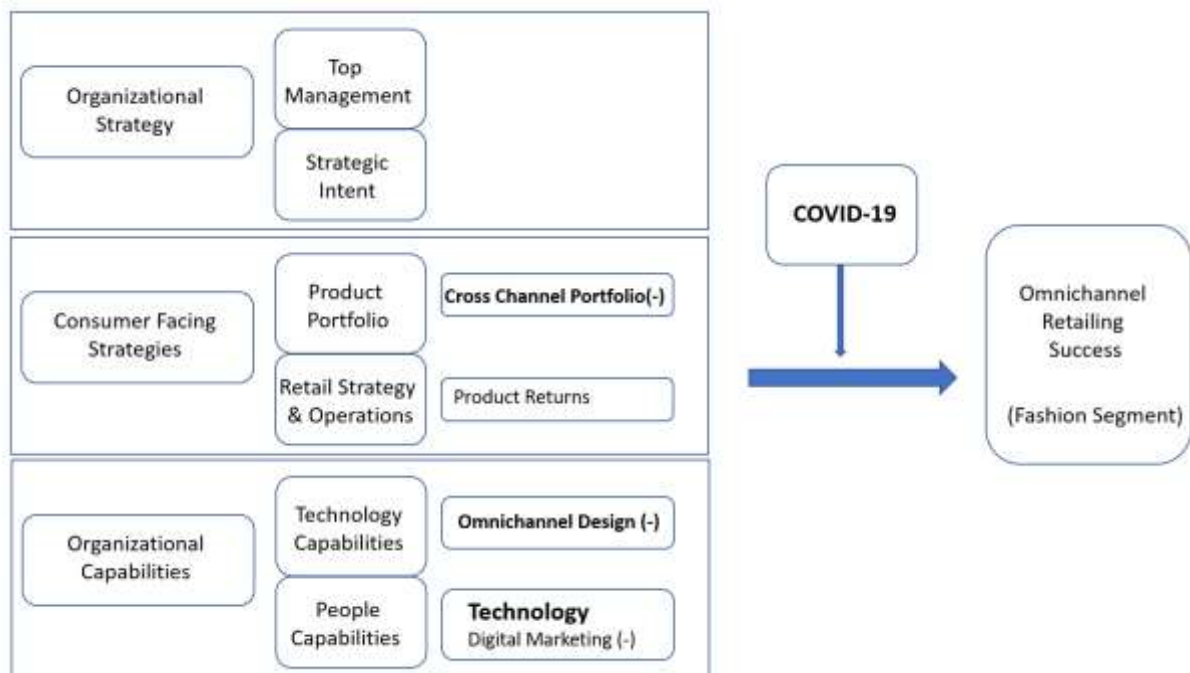 Organizational
Strategy
Top
Management
Strategic
Intent
Consumer Facing
Strategies
Product
Portfolio
Cross Channel Portfolio(-)
Retail Strategy
& Operations
Product Returns
Organizational
Capabilities
Technology
Capabilities
Omnichannel Design (-)
People
Capabilities
Technology
Digital Marketing (-)
COVID-19
Omnichannel
Retailing
Success
(Fashion Segment)